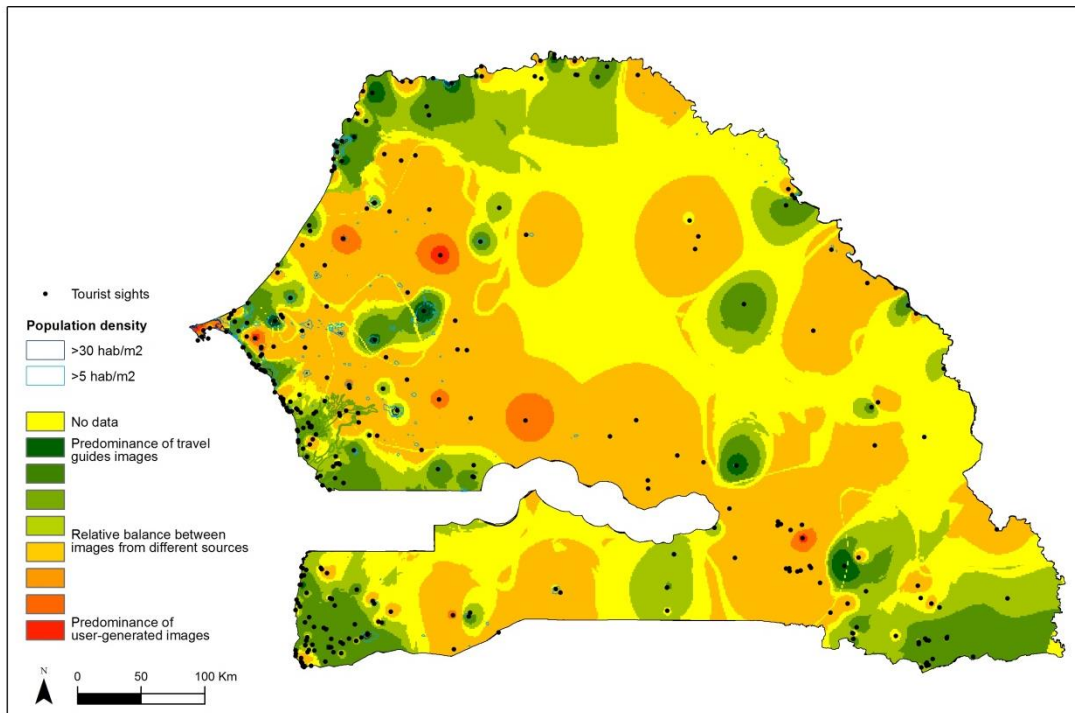 Tourist sights
Population density
>30 hab/m2
>5 hab/m2
No data
Predominance of travel
guides images
Relative balance between
images from different sources
Predominance of
user-generated images
N
0 50 100 Km